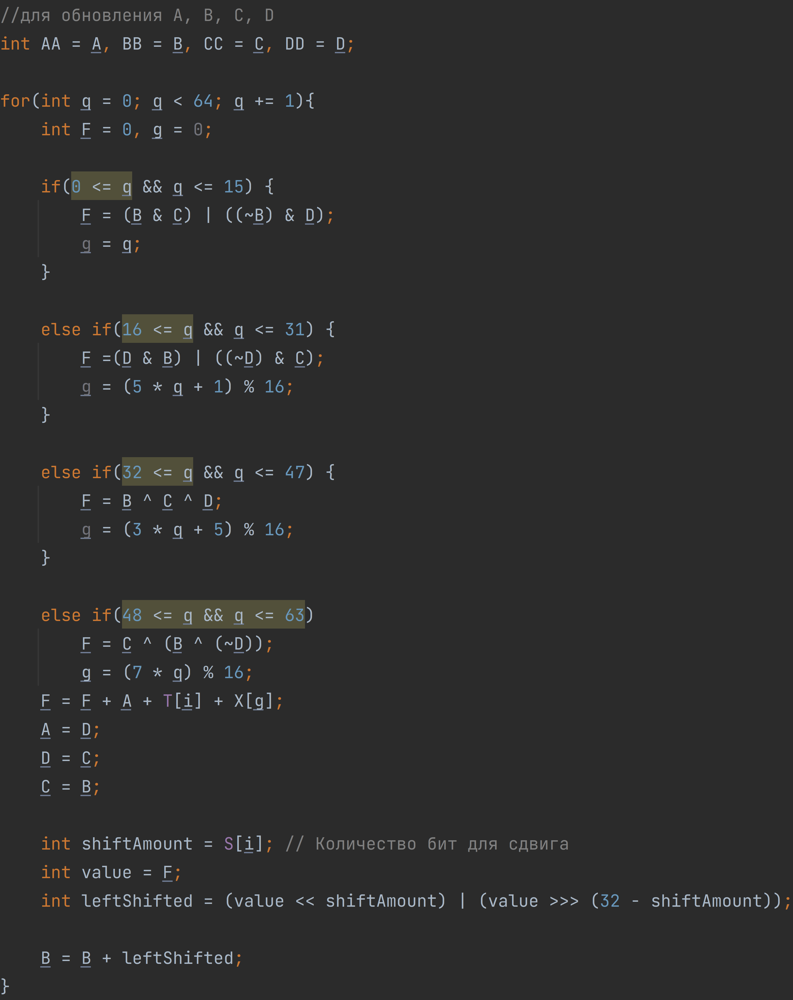 //для обновления A, B, C, D
int AA = A, BB = B, CC = C, DD = D;
for(int q = 0; q < 64; q += 1){
int F = 0, g = 0;
if(0 <= q && q <= 15) {
F = (B & C) | ((~B) & D);
g = q;
}
else if(16 <= q && q <= 31) {
F =(D & B) | ((~D) & C);
g = (5 * q + 1) % 16;
}
else if(32 <= q && q <= 47) {
F = B ^ C ^ D;
g = (3 * q + 5) % 16;
}
else if(48 <= q && q <= 63)
F = C ^ (B ^ (~D));
g = (7 * q) % 16;
F = F + A + T[i] + X[g];
A = D;
D = C;
C = B;
int shiftAmount = S[i]; // Количество бит для сдвига
int value = F;
int leftShifted = (value << shiftAmount) | (value >>> (32 - shiftAmount));
B = B + leftShifted;
}